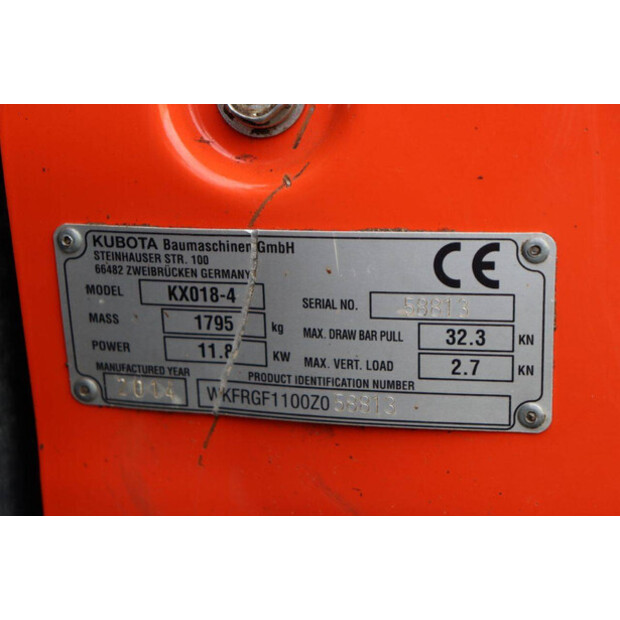 KUBOTA Baumaschinen GmbH
STEINHAUSER STR. 100
66482 ZWEIBRÜCKEN GERMANY
CE
MODEL KX018-4
SERIAL NO. 58813
MASS 1795 kg
MAX. DRAW BAR PULL 32.3 KN
POWER 11.8 KW
MAX. VERT. LOAD 2.7 KN
MANUFACTURED YEAR
PRODUCT IDENTIFICATION NUMBER
WKFRGF1100Z058813